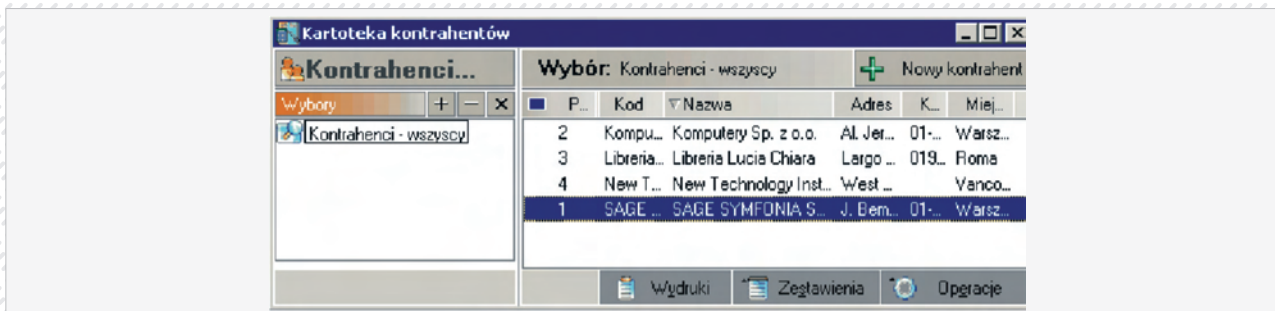 Kartoteka kontrahentów
Kontrahenci...
Wybór: Kontrahenci - wszyscy
Nowy kontrahent
Wybory
P... Kod Nazwa Adres K... Miej...
Kontrahenci - wszyscy
2 Kompu... Komputery Sp. z o.o. Al. Jer... 01-... Warsz...
3 Libreria... Libreria Lucia Chiara Largo ... 019... Roma
4 New T... New Technology Inst... West ... Vanco...
1 SAGE ... SAGE SYMFONIA S... J. Bem... 01-... Warsz...
Wydruki Zestawienia Operacje